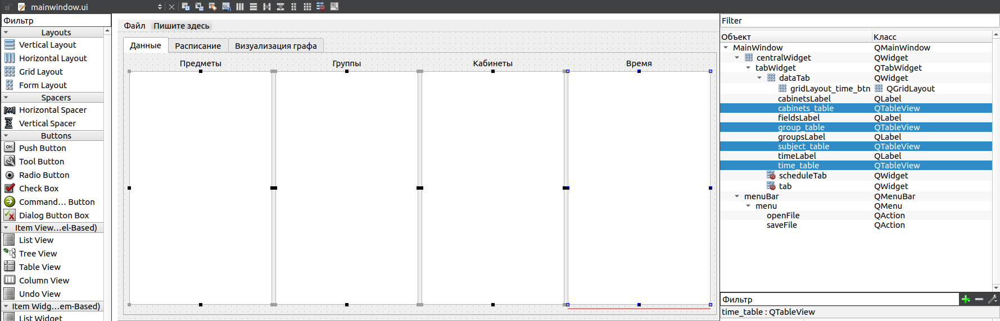 mainwindow.ui
Фильтр
Layouts
Vertical Layout
Horizontal Layout
Grid Layout
Form Layout
Spacers
Horizontal Spacer
Vertical Spacer
Buttons
OK Push Button
Tool Button
Radio Button
Check Box
Command... Button
Dialog Button Box
Item View...el-Based)
List View
Tree View
Table View
Column View
Undo View
Item Widg...em-Based)
List Widget
Файл Пишите здесь
Данные Расписание Визуализация графа
Предметы Группы Кабинеты Время
Filter
Объект Класс
MainWindow QMainWindow
centralWidget QWidget
tabWidget QTabWidget
dataTab QWidget
gridLayout_time_btn QGridLayout
cabinetsLabel QLabel
cabinets_table QTableView
fieldsLabel QLabel
group_table QTableView
groupsLabel QLabel
subject_table QTableView
timeLabel QLabel
time_table QTableView
scheduleTab QWidget
tab QWidget
menuBar QMenuBar
menu QMenu
openFile QAction
saveFile QAction
Фильтр
time_table : QTableView